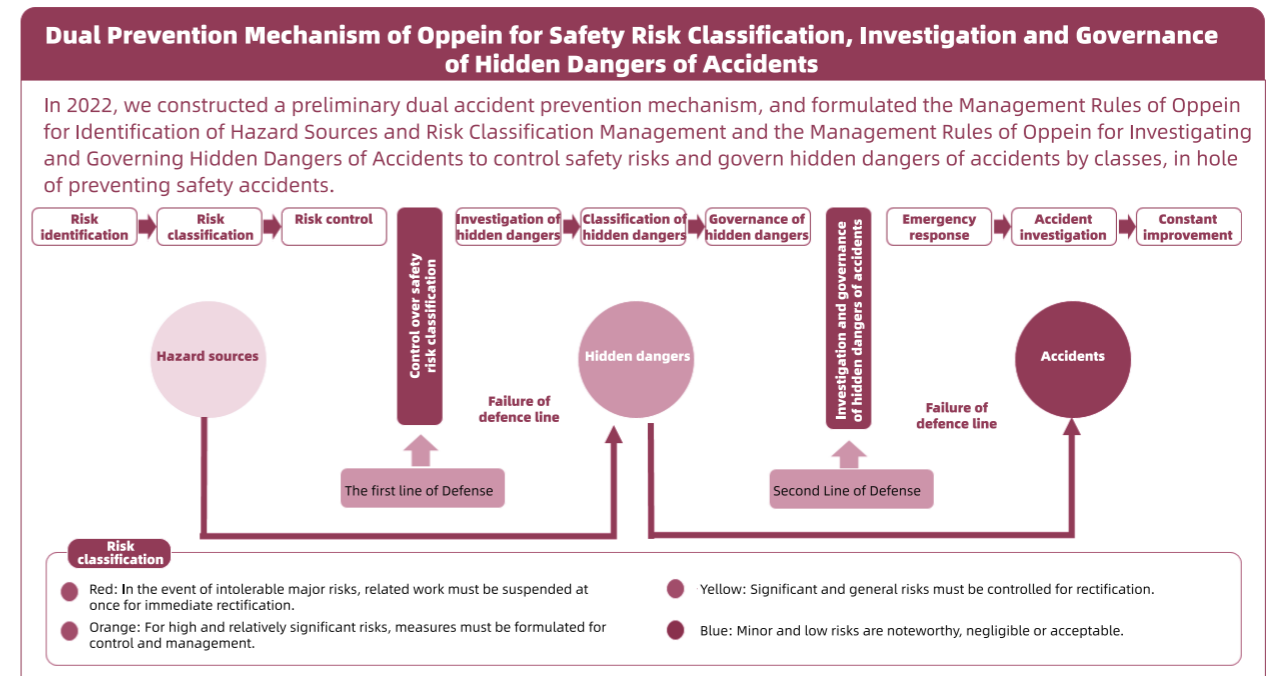 Dual Prevention Mechanism of Oppein for Safety Risk Classification, Investigation and Governance
of Hidden Dangers of Accidents
In 2022, we constructed a preliminary dual accident prevention mechanism, and formulated the Management Rules of Oppein
for Identification of Hazard Sources and Risk Classification Management and the Management Rules of Oppein for Investigating
and Governing Hidden Dangers of Accidents to control safety risks and govern hidden dangers of accidents by classes, in hole
of preventing safety accidents.
Risk
identification
Risk
classification
Risk control
Control over safety
risk classification
Investigation of
hidden dangers
Classification of
hidden dangers
Governance of
hidden dangers
Investigation and governance
of hidden dangers of accidents
Emergency
response
Accident
investigation
Constant
improvement
Hazard sources
Hidden dangers
Accidents
Failure of
defence line
Failure of
defence line
The first line of Defense
Second Line of Defense
Risk
classification
Red: In the event of intolerable major risks, related work must be suspended at
once for immediate rectification.
Orange: For high and relatively significant risks, measures must be formulated for
control and management.
Yellow: Significant and general risks must be controlled for rectification.
Blue: Minor and low risks are noteworthy, negligible or acceptable.